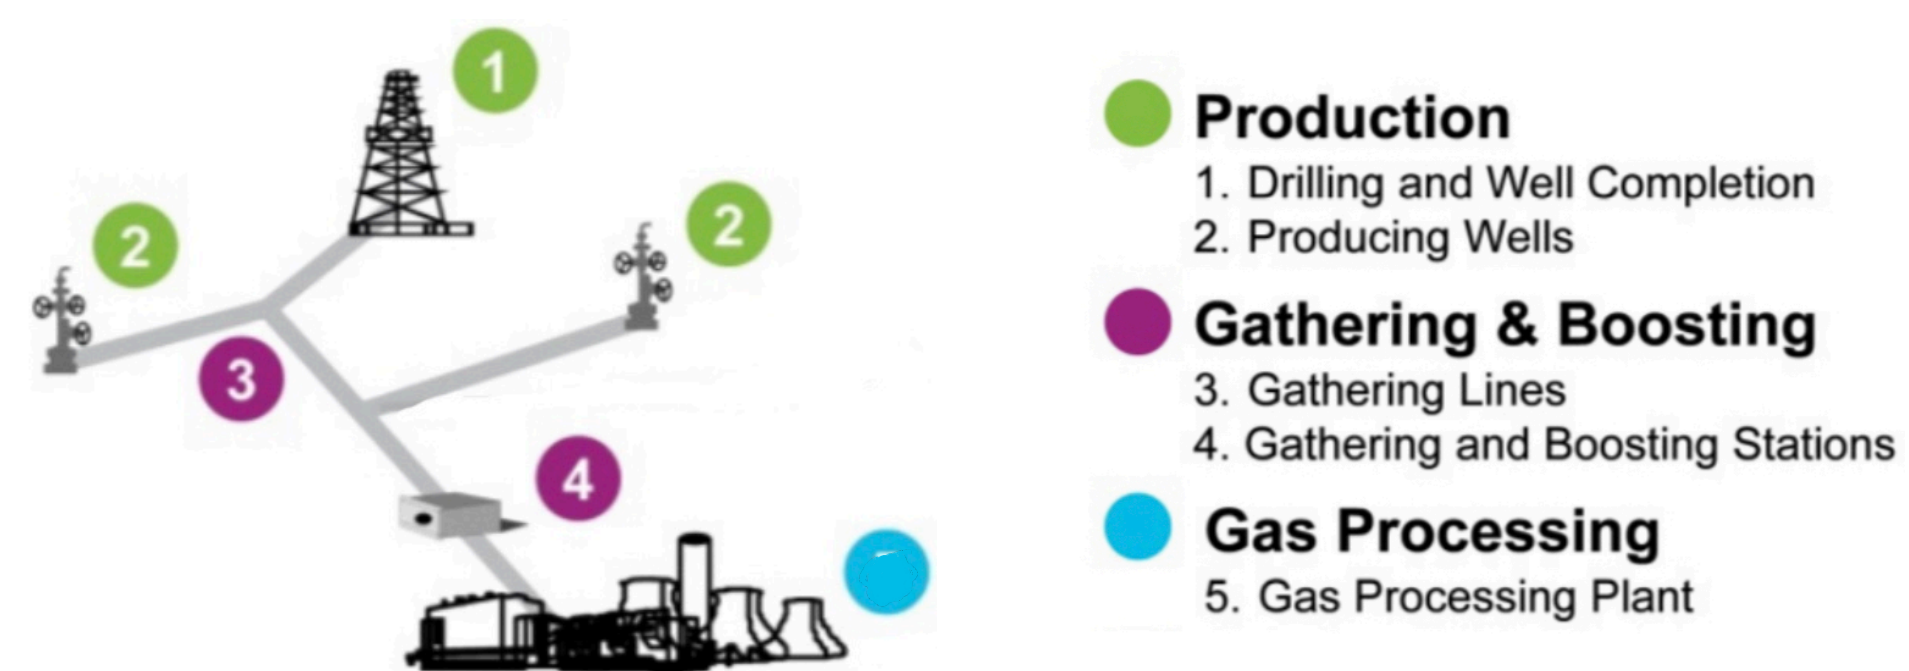 1
2
2
3
4
Production
1. Drilling and Well Completion
2. Producing Wells
Gathering & Boosting
3. Gathering Lines
4. Gathering and Boosting Stations
Gas Processing
5. Gas Processing Plant